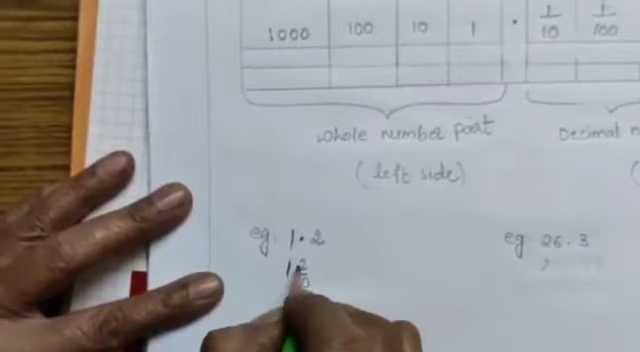 1000 100 10 1 . 1/10 1/100
Whole number part Decimal n
(left side) (
eg 1.2 eg 26.3